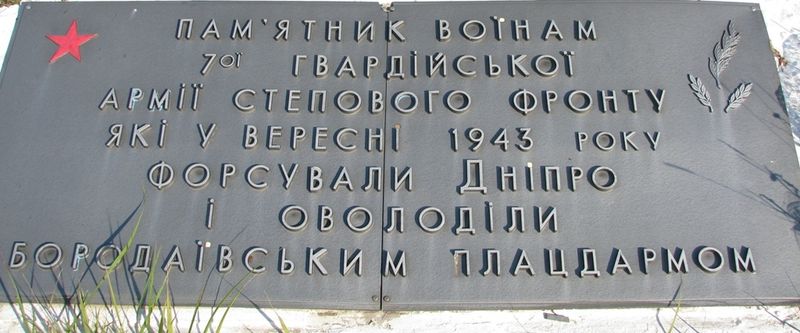 ПАМ'ЯТНИК ВОЇНАМ
7ОЇ ГВАРДІЙСЬКОЇ
АРМІЇ СТЕПОВОГО ФРОНТУ
ЯКІ У ВЕРЕСНІ 1943 РОКУ
ФОРСУВАЛИ ДНІПРО
І ОВОЛОДІЛИ
БОРОДАЇВСЬКИМ ПЛАЦДАРМОМ